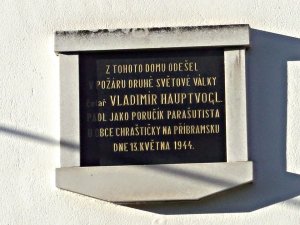 Z TOHOTO DOMU ODEŠEL
V POŽÁRU DRUHÉ SVĚTOVÉ VÁLKY
VLADIMÍR HAUPTVOGL.
PADL JAKO PORUČÍK PARAŠUTISTA
U OBCE CHRAŠTIČKY NA PŘÍBRAMSKU
DNE 13. KVĚTNA 1944.